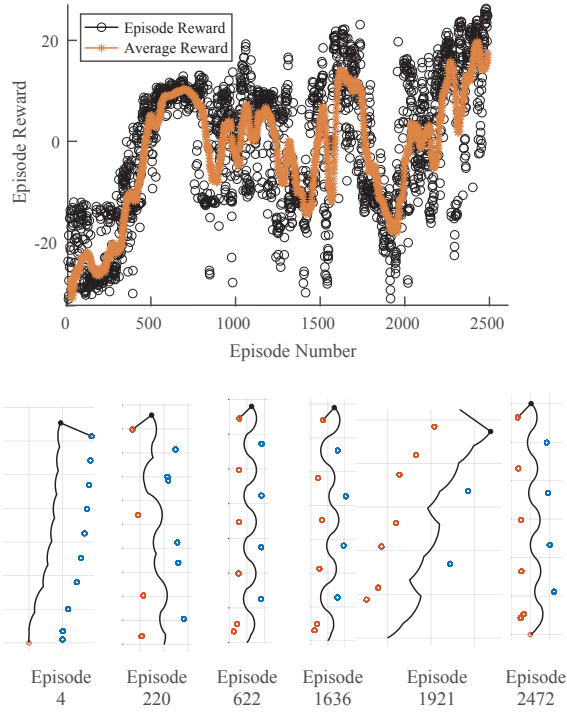 Episode Reward
Average Reward
20
0
-20
Episode Reward
0
500
1000
1500
2000
2500
Episode Number
Episode
4
Episode
220
Episode
622
Episode
1636
Episode
1921
Episode
2472